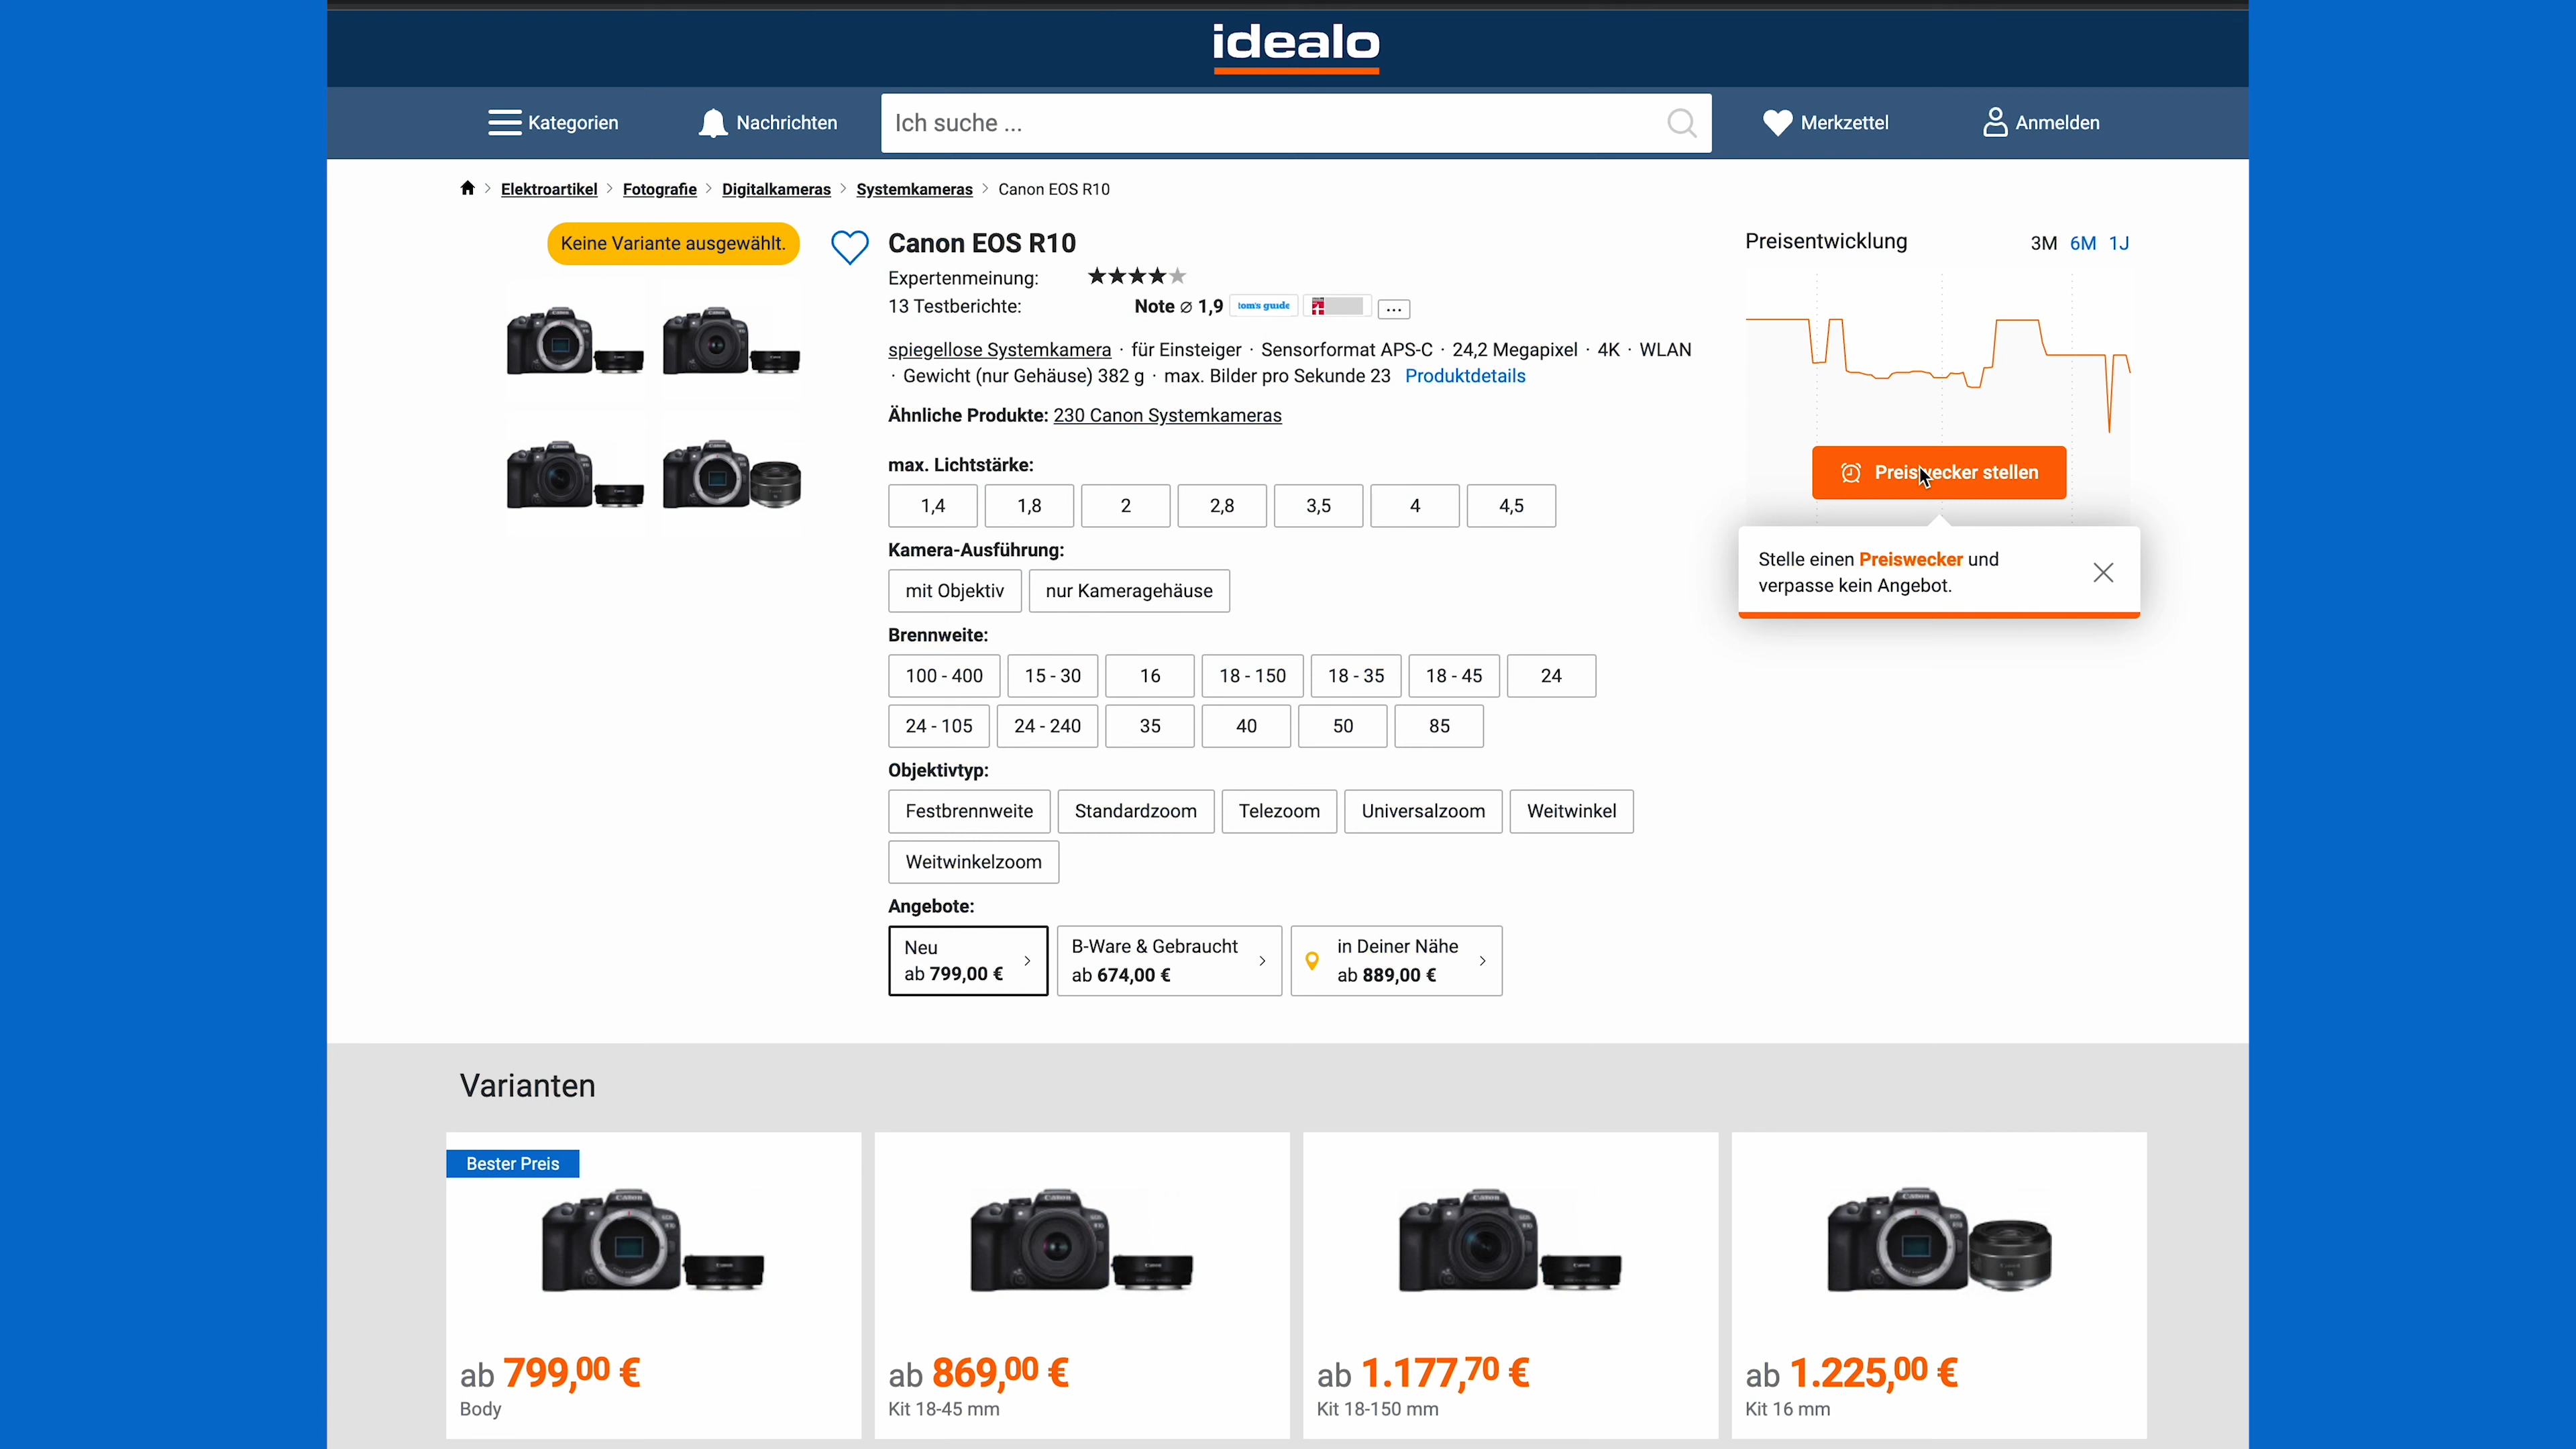 idealo
Kategorien
Nachrichten
Ich suche ...
Merkzettel
Anmelden
Elektroartikel > Fotografie > Digitalkameras > Systemkameras > Canon EOS R10
Keine Variante ausgewählt.
Canon EOS R10
Expertenmeinung:
13 Testberichte: Note ⌀ 1,9 tom's guide ...
spiegellose Systemkamera · für Einsteiger · Sensorformat APS-C · 24,2 Megapixel · 4K · WLAN
· Gewicht (nur Gehäuse) 382 g · max. Bilder pro Sekunde 23 Produktdetails
Ähnliche Produkte: 230 Canon Systemkameras
max. Lichtstärke:
1,4 1,8 2 2,8 3,5 4 4,5
Kamera-Ausführung:
mit Objektiv nur Kameragehäuse
Brennweite:
100 - 400 15 - 30 16 18 - 150 18 - 35 18 - 45 24
24 - 105 24 - 240 35 40 50 85
Objektivtyp:
Festbrennweite Standardzoom Telezoom Universalzoom Weitwinkel
Weitwinkelzoom
Angebote:
Neu
ab 799,00 €
B-Ware & Gebraucht
ab 674,00 €
in Deiner Nähe
ab 889,00 €
Preisentwicklung 3M 6M 1J
Preiswecker stellen
Stelle einen Preiswecker und
verpasse kein Angebot.
Varianten
Bester Preis
ab 799,00 €
Body
ab 869,00 €
Kit 18-45 mm
ab 1.177,70 €
Kit 18-150 mm
ab 1.225,00 €
Kit 16 mm